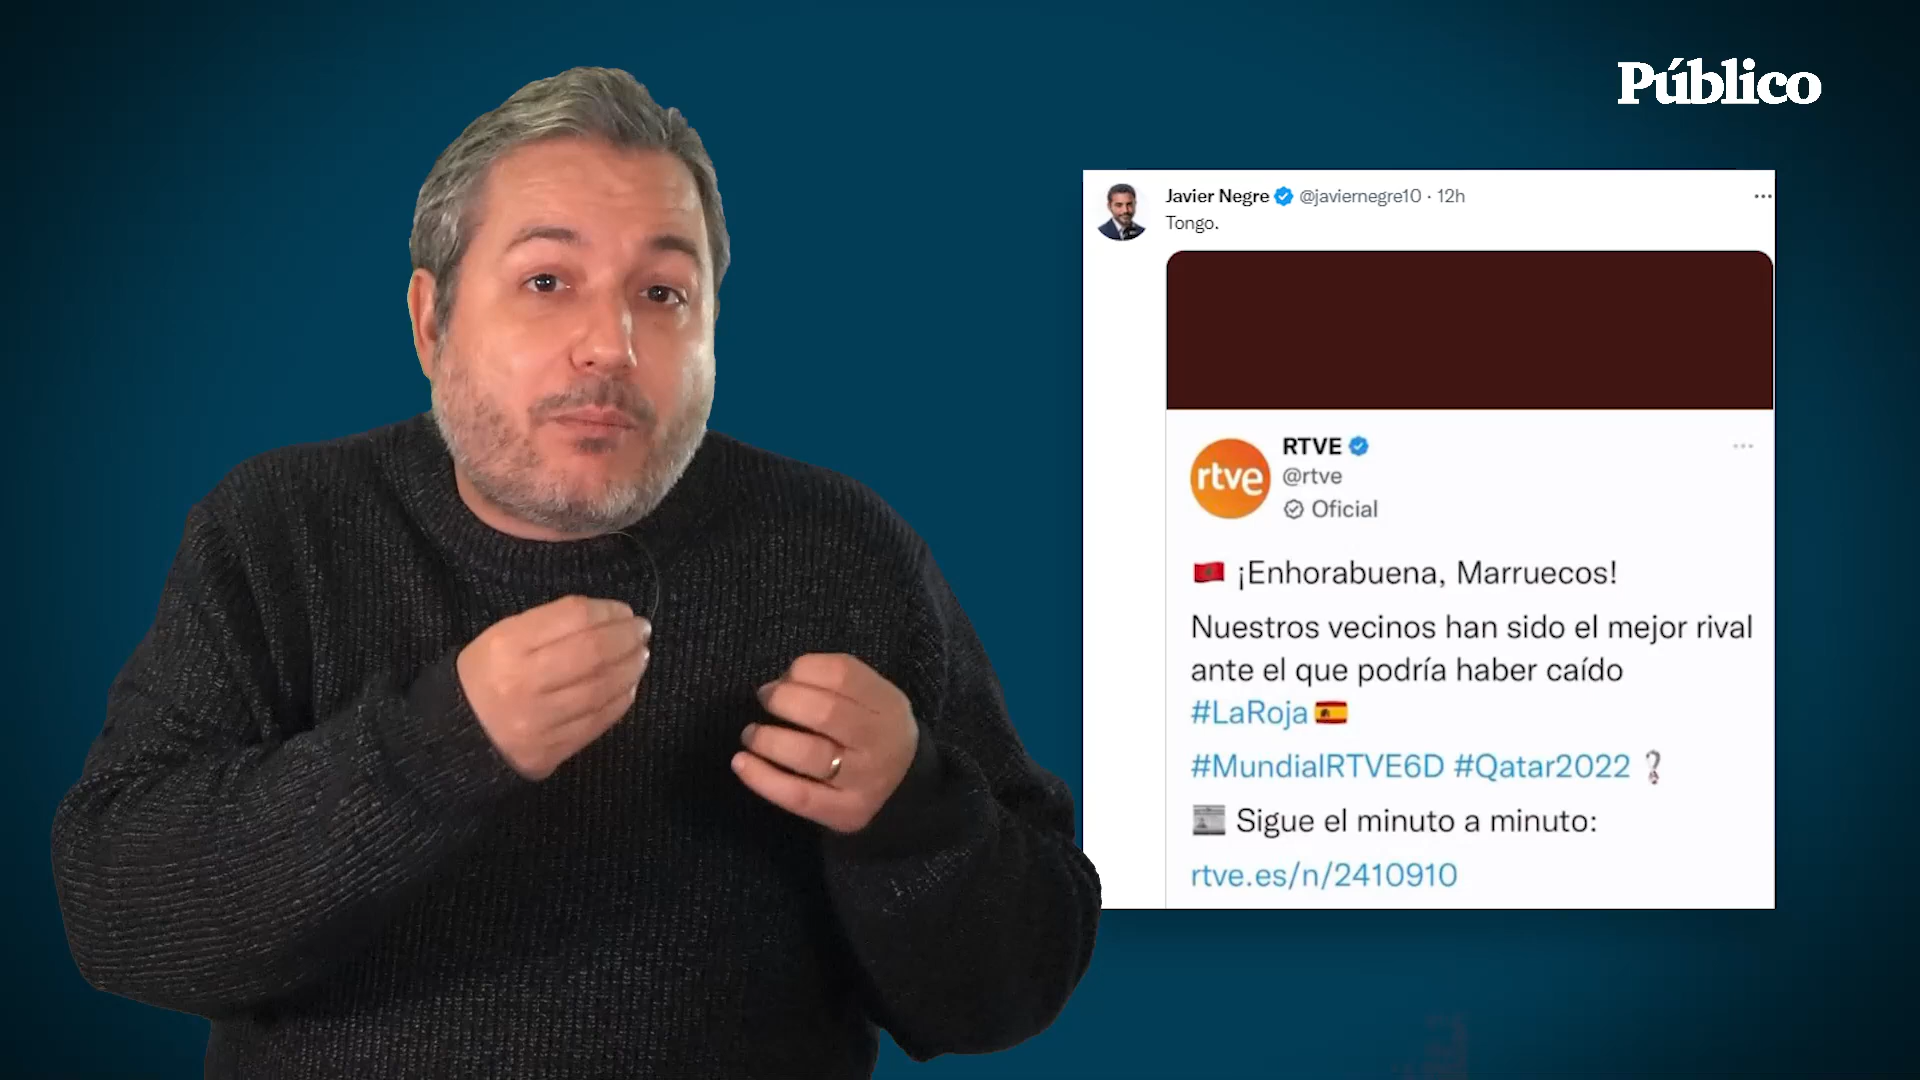 Público
Javier Negre @javiernegre10 · 12h
Tongo.
rtve
RTVE
@rtve
Oficial
¡Enhorabuena, Marruecos!
Nuestros vecinos han sido el mejor rival
ante el que podría haber caído
#LaRoja
#MundialRTVE6D #Qatar2022
Sigue el minuto a minuto:
rtve.es/n/2410910